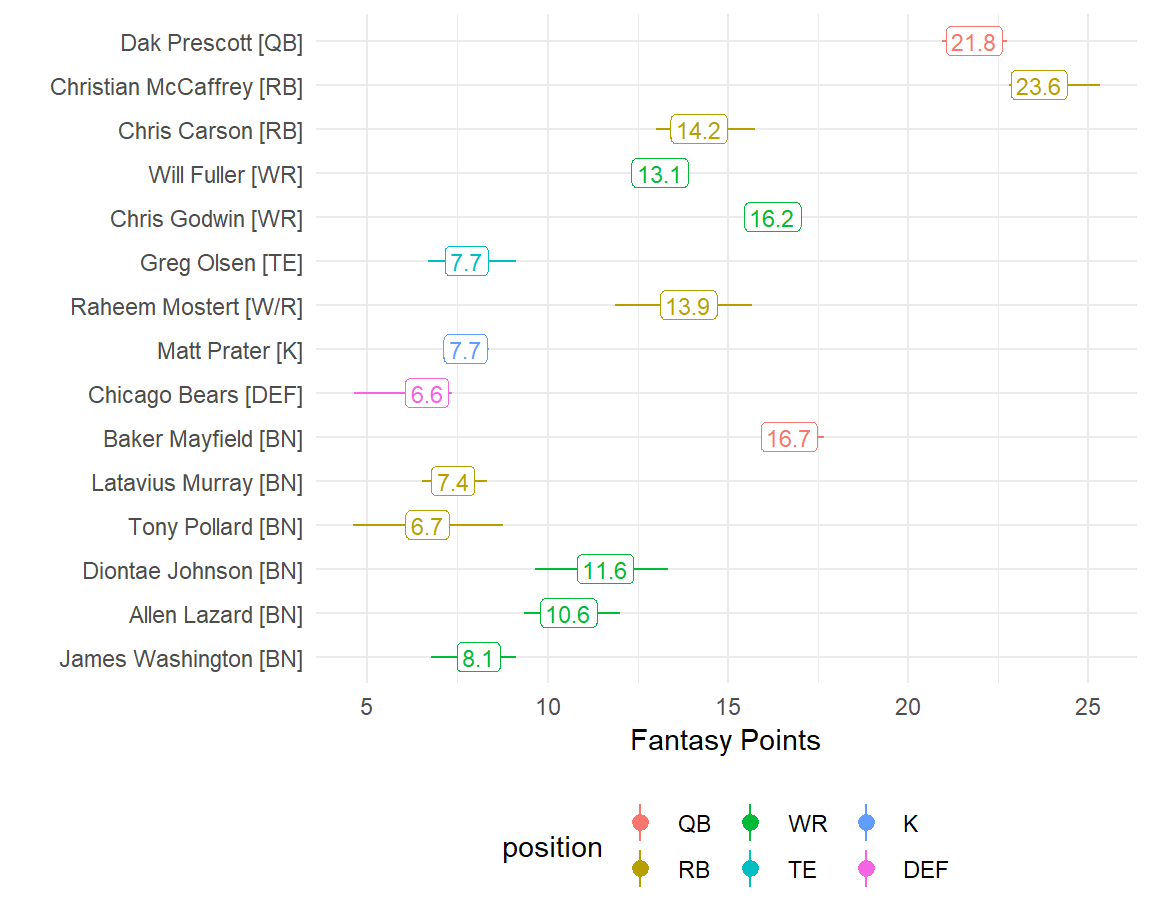 Dak Prescott [QB] 21.8
Christian McCaffrey [RB] 23.6
Chris Carson [RB] 14.2
Will Fuller [WR] 13.1
Chris Godwin [WR] 16.2
Greg Olsen [TE] 7.7
Raheem Mostert [W/R] 13.9
Matt Prater [K] 7.7
Chicago Bears [DEF] 6.6
Baker Mayfield [BN] 16.7
Latavius Murray [BN] 7.4
Tony Pollard [BN] 6.7
Diontae Johnson [BN] 11.6
Allen Lazard [BN] 10.6
James Washington [BN] 8.1
5 10 15 20 25
Fantasy Points
position
QB WR K
RB TE DEF